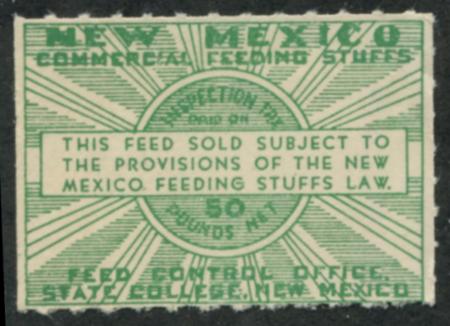 NEW MEXICO
COMMERCIAL FEEDING STUFFS
INSPECTION TAX
PAID ON
THIS FEED SOLD SUBJECT TO
THE PROVISIONS OF THE NEW
MEXICO FEEDING STUFFS LAW.
50
POUNDS NET
FEED CONTROL OFFICE,
STATE COLLEGE, NEW MEXICO